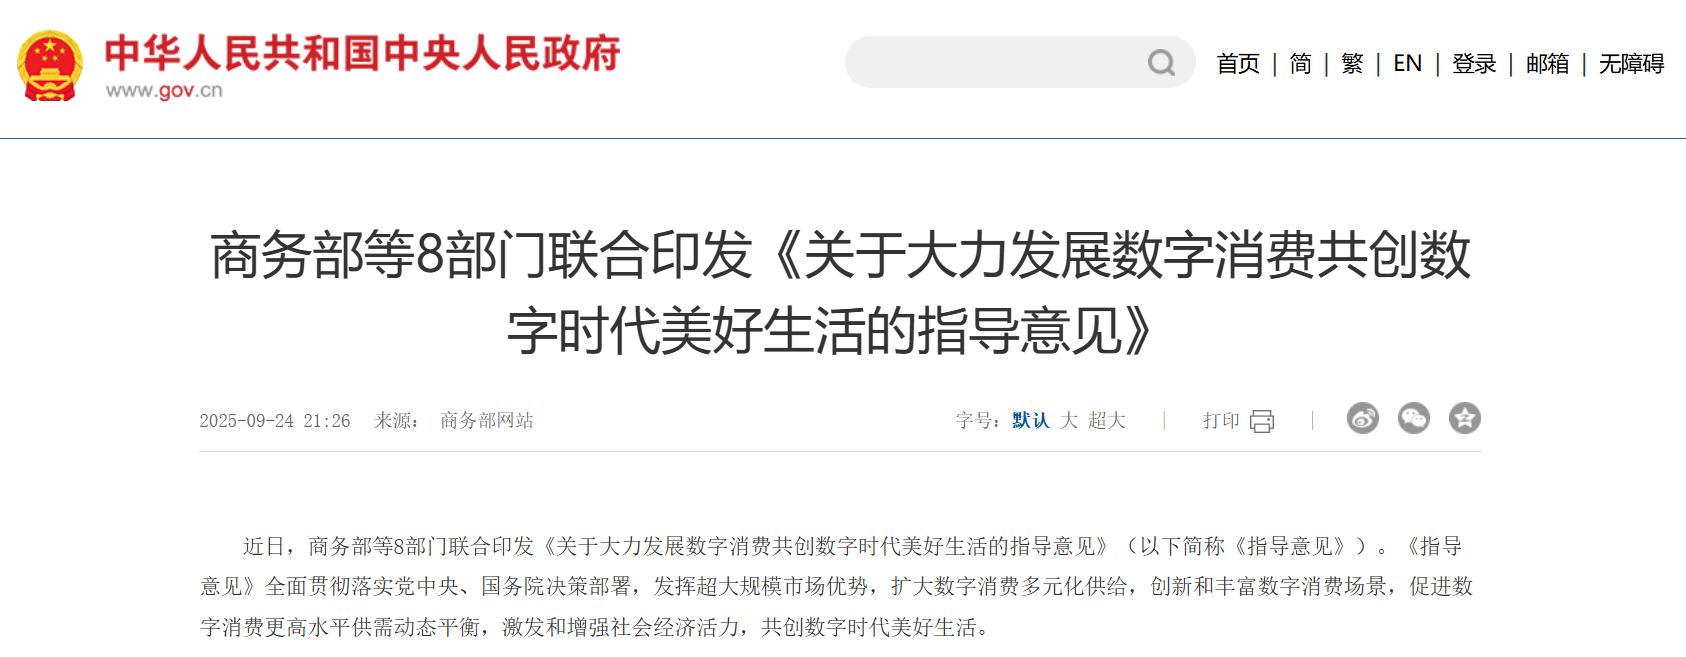 中华人民共和国中央人民政府
www.gov.cn
首页 | 简 | 繁 | EN | 登录 | 邮箱 | 无障碍
商务部等8部门联合印发《关于大力发展数字消费共创数
字时代美好生活的指导意见》
2025-09-24 21:26 来源： 商务部网站
字号：默认 大 超大 | 打印 |
近日，商务部等8部门联合印发《关于大力发展数字消费共创数字时代美好生活的指导意见》（以下简称《指导意见》）。《指导
意见》全面贯彻落实党中央、国务院决策部署，发挥超大规模市场优势，扩大数字消费多元化供给，创新和丰富数字消费场景，促进数
字消费更高水平供需动态平衡，激发和增强社会经济活力，共创数字时代美好生活。